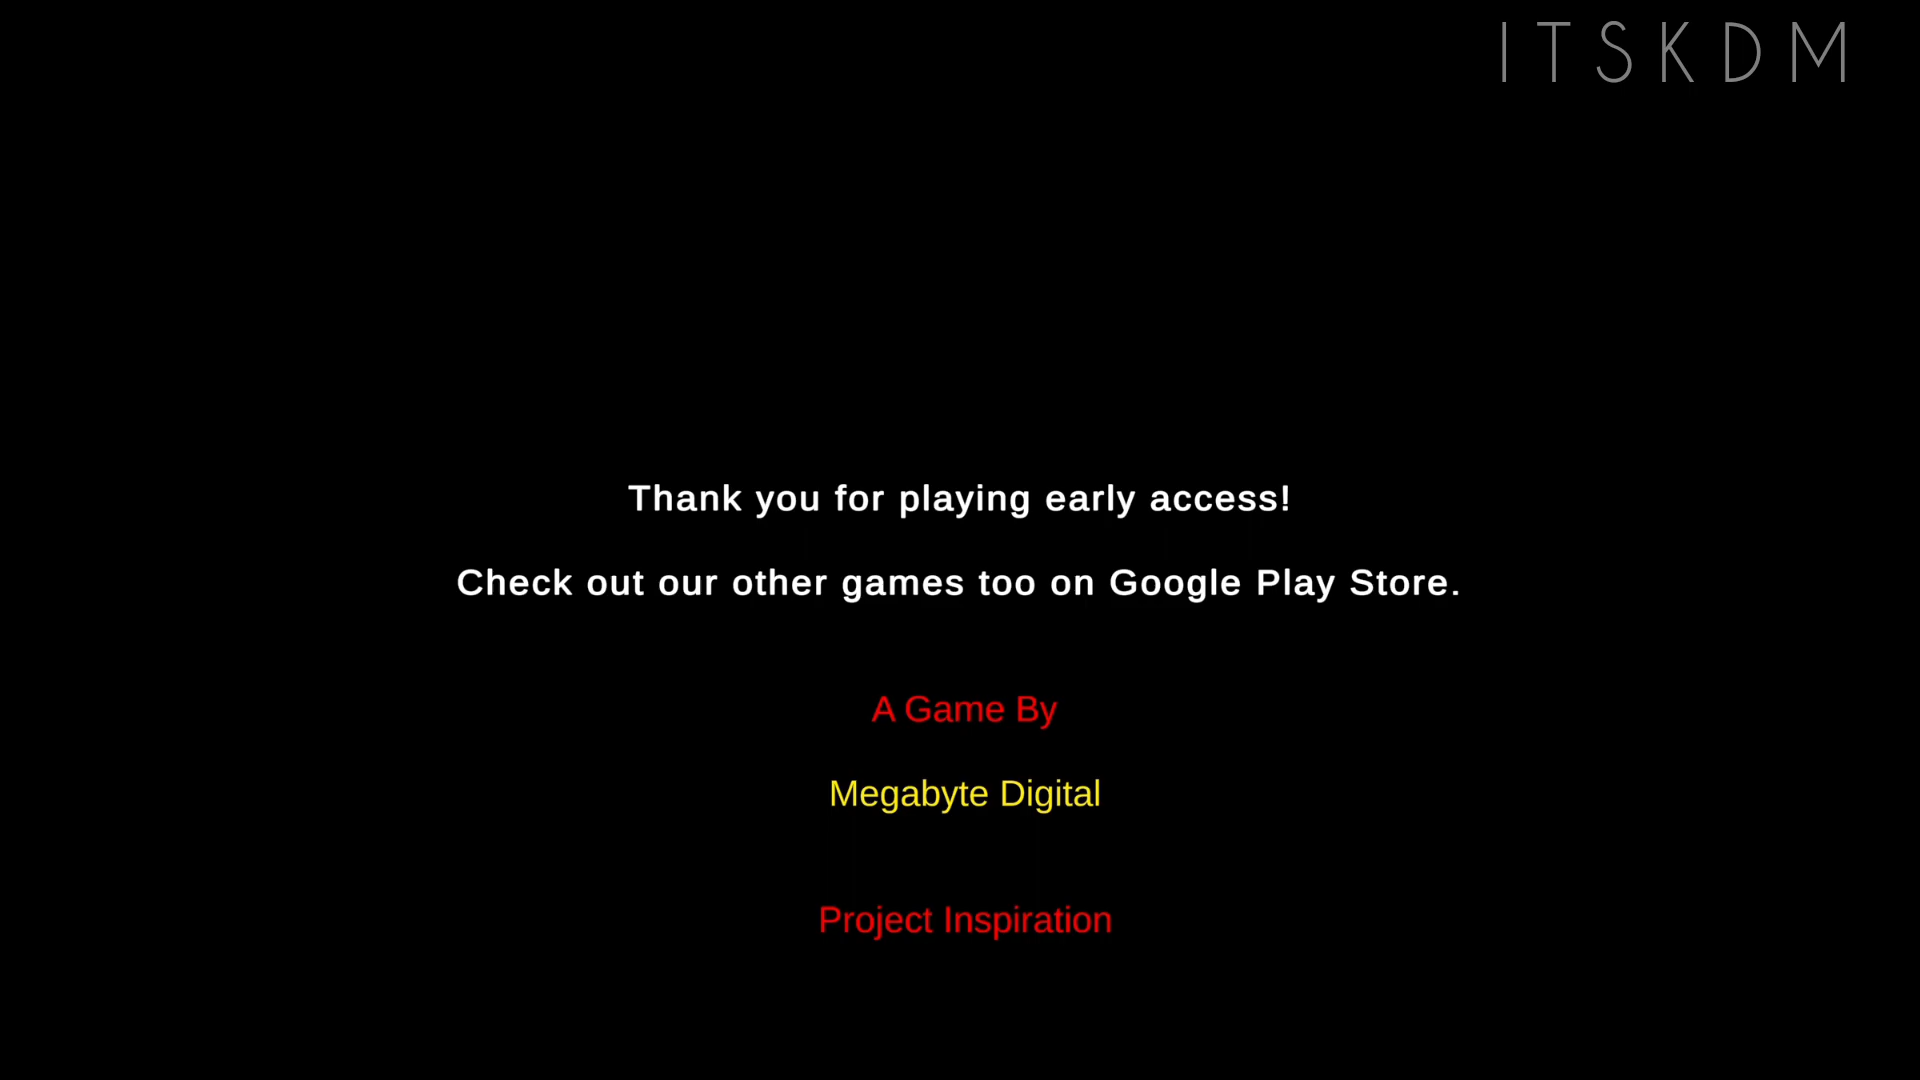 ITSKDM
Thank you for playing early access!
Check out our other games too on Google Play Store.
A Game By
Megabyte Digital
Project Inspiration